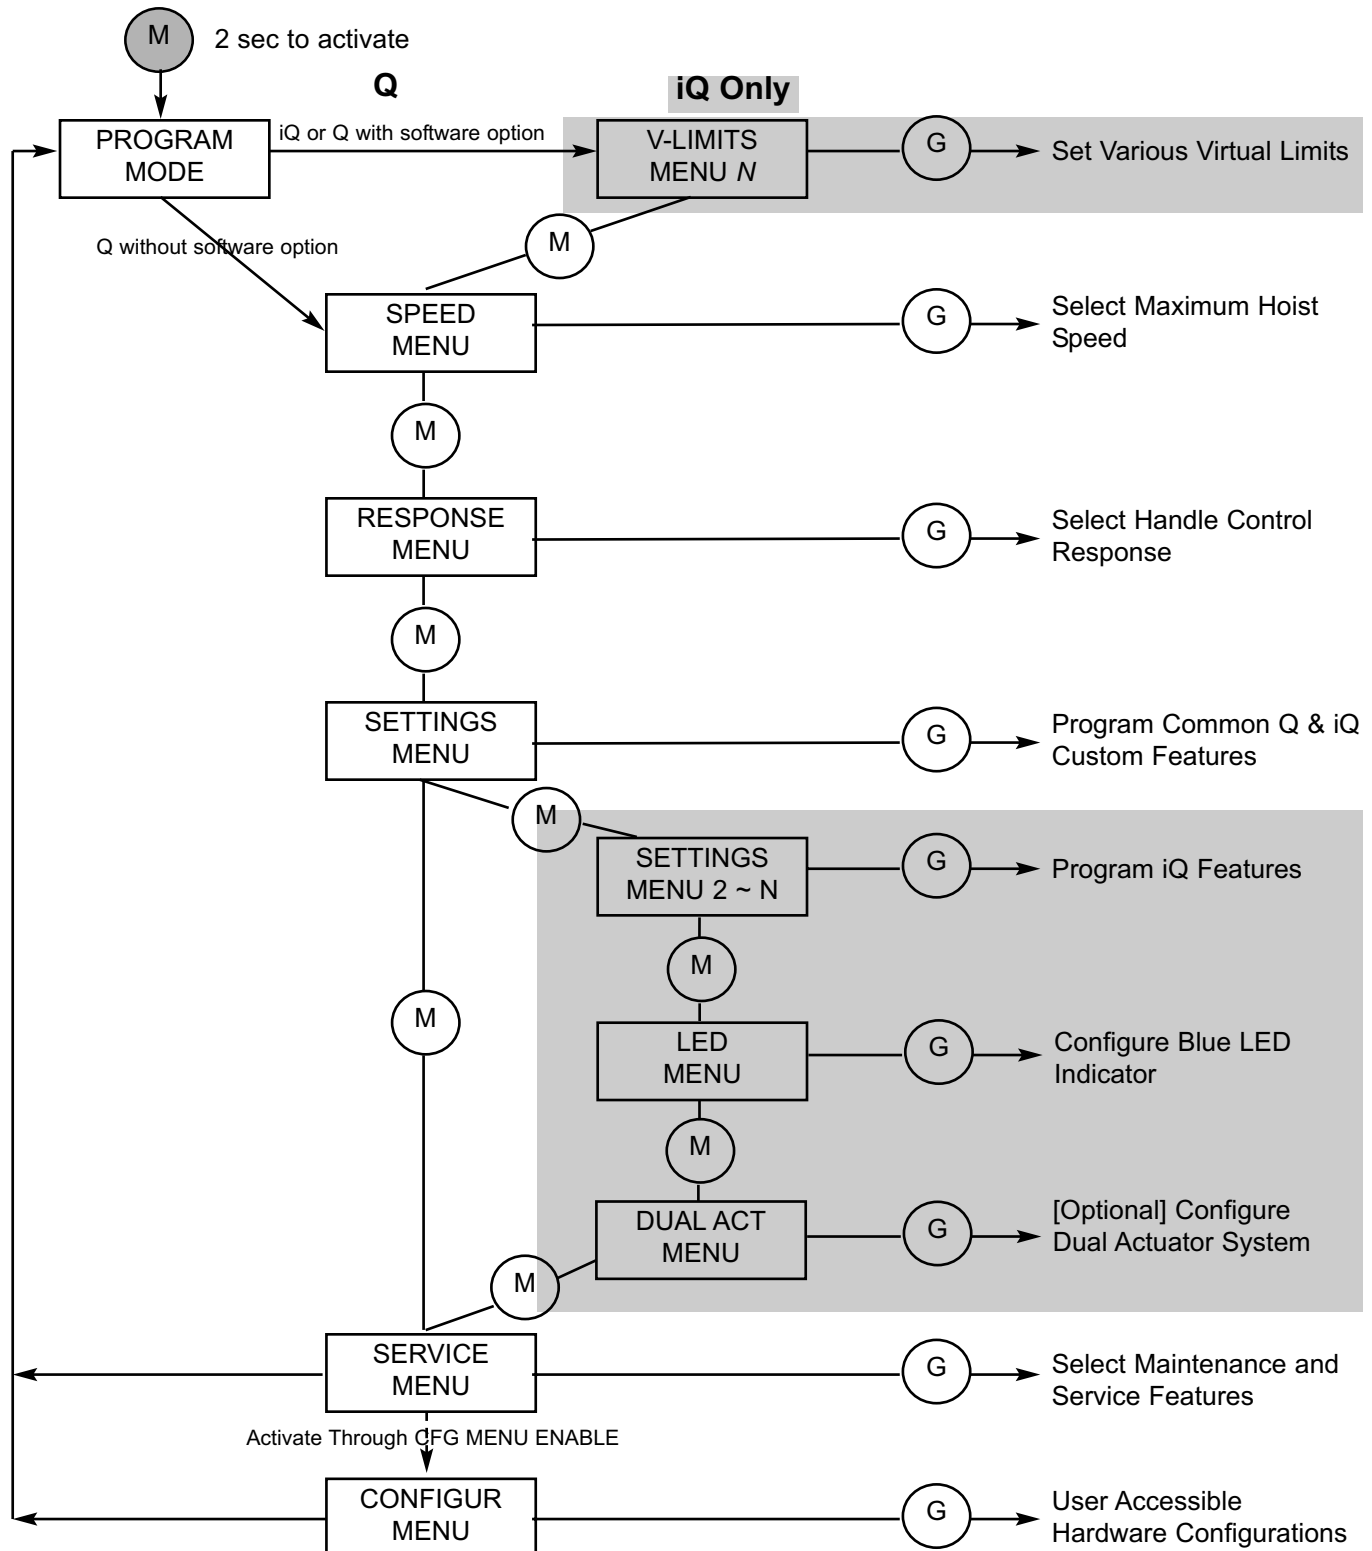 M
2 sec to activate
Q
iQ Only
PROGRAM
MODE
iQ or Q with software option
V-LIMITS
MENU N
G
Set Various Virtual Limits
Q without software option
M
SPEED
MENU
G
Select Maximum Hoist
Speed
M
RESPONSE
MENU
G
Select Handle Control
Response
M
SETTINGS
MENU
G
Program Common Q & iQ
Custom Features
M
SETTINGS
MENU 2 ~ N
G
Program iQ Features
M
M
LED
MENU
G
Configure Blue LED
Indicator
M
DUAL ACT
MENU
G
[Optional] Configure
Dual Actuator System
M
SERVICE
MENU
G
Select Maintenance and
Service Features
Activate Through CFG MENU ENABLE
CONFIGUR
MENU
G
User Accessible
Hardware Configurations